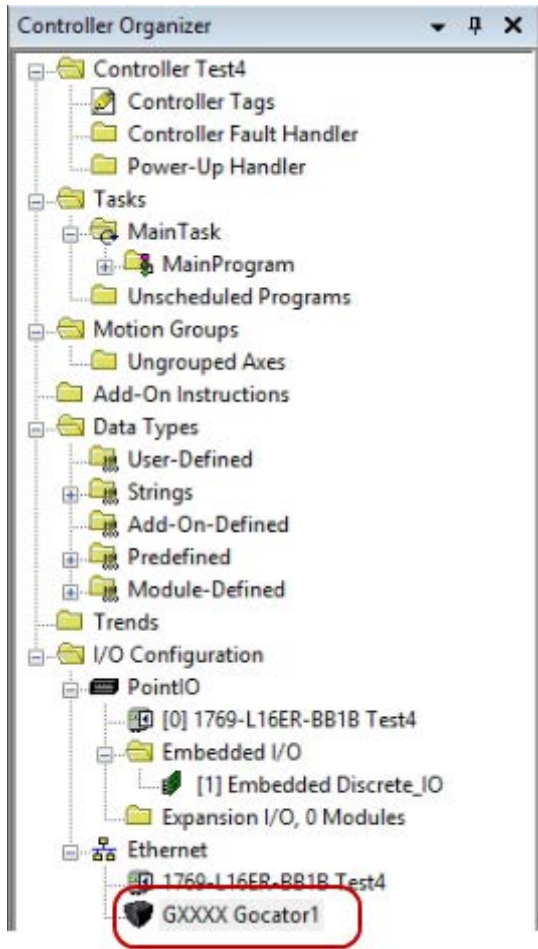 Controller Organizer
Controller Test4
Controller Tags
Controller Fault Handler
Power-Up Handler
Tasks
MainTask
MainProgram
Unscheduled Programs
Motion Groups
Ungrouped Axes
Add-On Instructions
Data Types
User-Defined
Strings
Add-On-Defined
Predefined
Module-Defined
Trends
I/O Configuration
PointIO
[0] 1769-L16ER-BB1B Test4
Embedded I/O
[1] Embedded Discrete_IO
Expansion I/O, 0 Modules
Ethernet
1769-L16ER-BB1B Test4
GXXXX Gocator1